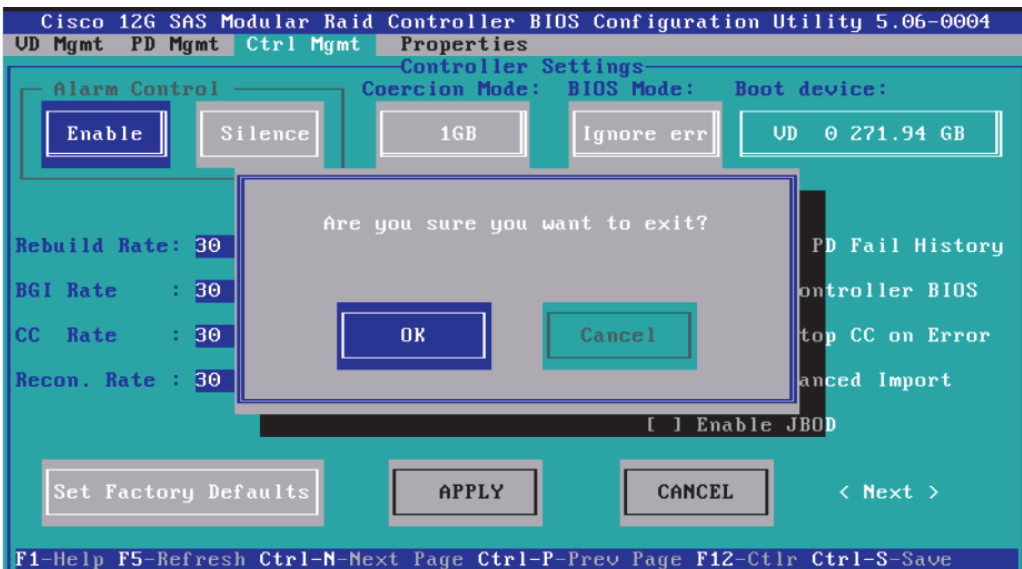 Cisco 12G SAS Modular Raid Controller BIOS Configuration Utility 5.06-0004
VD Mgmt PD Mgmt Ctrl Mgmt Properties
Controller Settings
Alarm Control Coercion Mode: BIOS Mode: Boot device:
Enable Silence 1GB Ignore err VD 0 271.94 GB
Are you sure you want to exit?
Rebuild Rate: 30 PD Fail History
BGI Rate : 30 ontroller BIOS
OK Cancel
CC Rate : 30 top CC on Error
Recon. Rate : 30 anced Import
[ ] Enable JBOD
Set Factory Defaults APPLY CANCEL < Next >
F1-Help F5-Refresh Ctrl-N-Next Page Ctrl-P-Prev Page F12-Ctlr Ctrl-S-Save